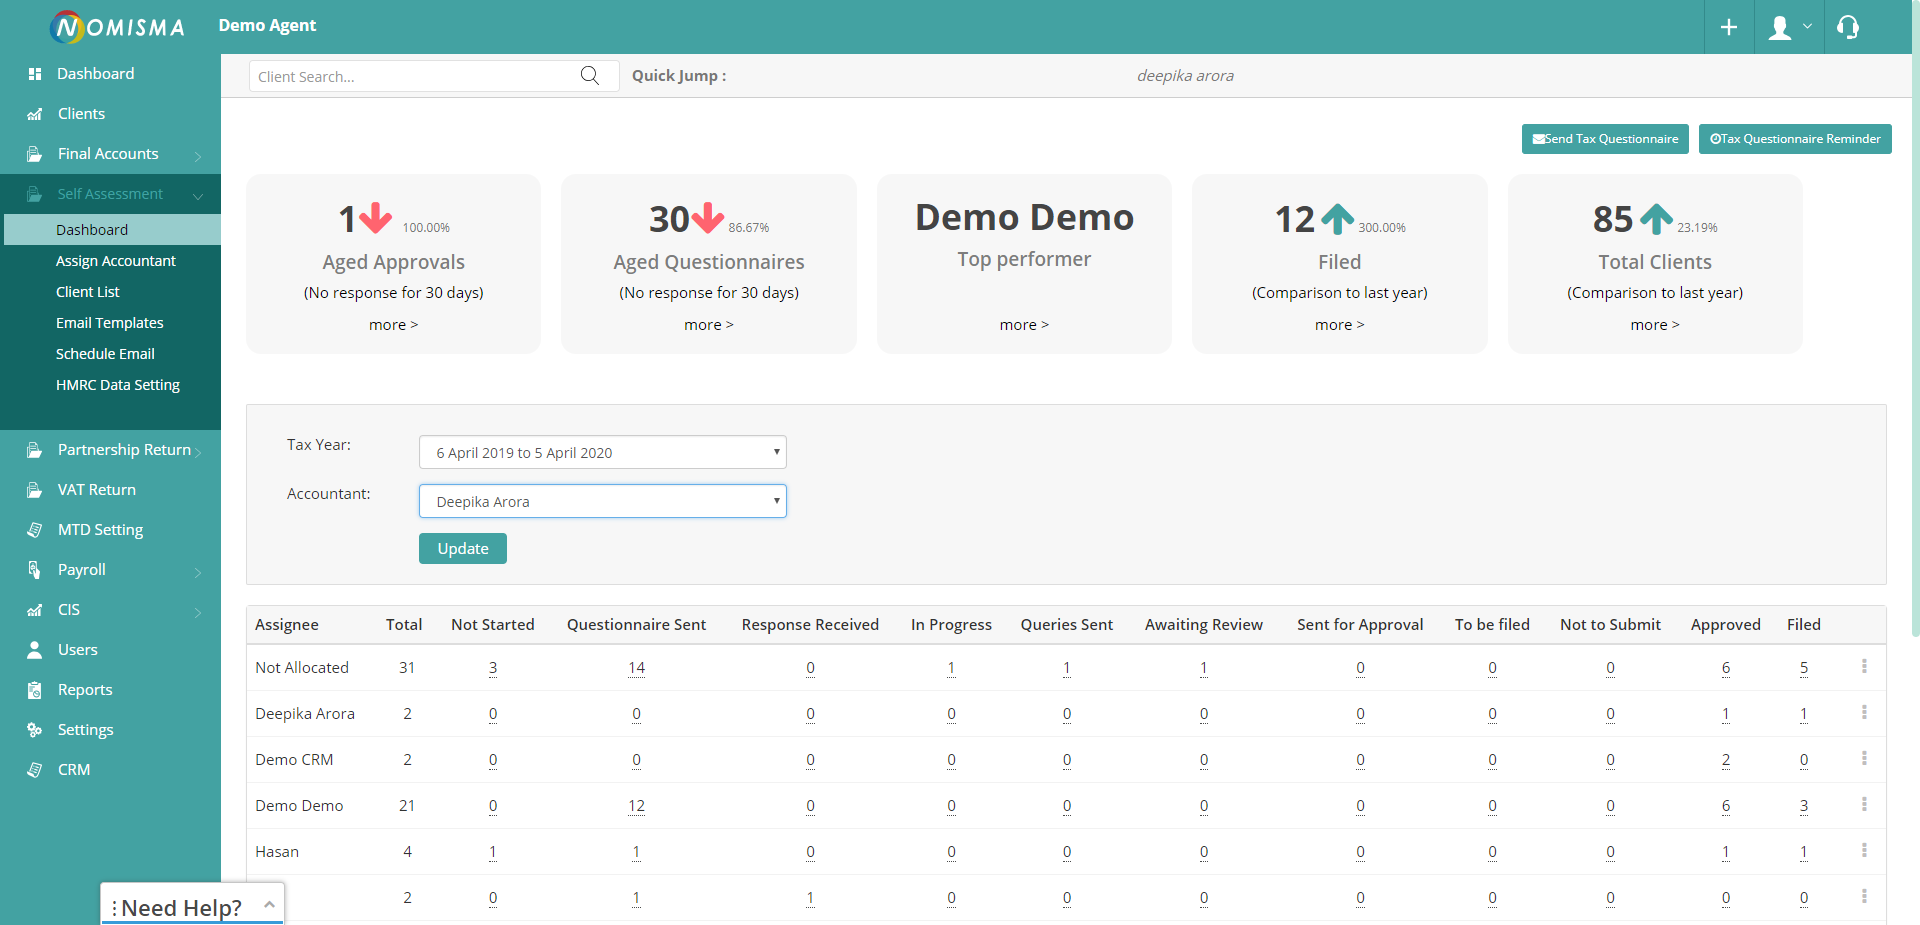 NOMISMA
Demo Agent
Dashboard
Clients
Final Accounts
Self Assessment
Dashboard
Assign Accountant
Client List
Email Templates
Schedule Email
HMRC Data Setting
Partnership Return
VAT Return
MTD Setting
Payroll
CIS
Users
Reports
Settings
CRM
Client Search...
Quick Jump :
deepika arora
Send Tax Questionnaire
Tax Questionnaire Reminder
1 100.00%
Aged Approvals
(No response for 30 days)
more >
30 86.67%
Aged Questionnaires
(No response for 30 days)
more >
Demo Demo
Top performer
more >
12 300.00%
Filed
(Comparison to last year)
more >
85 23.19%
Total Clients
(Comparison to last year)
more >
Tax Year: 6 April 2019 to 5 April 2020
Accountant: Deepika Arora
Update
Assignee Total Not Started Questionnaire Sent Response Received In Progress Queries Sent Awaiting Review Sent for Approval To be filed Not to Submit Approved Filed
Not Allocated 31 3 14 0 1 1 1 0 0 0 6 5
Deepika Arora 2 0 0 0 0 0 0 0 0 0 1 1
Demo CRM 2 0 0 0 0 0 0 0 0 0 2 0
Demo Demo 21 0 12 0 0 0 0 0 0 0 6 3
Hasan 4 1 1 0 0 0 0 0 0 0 1 1
2 0 1 1 0 0 0 0 0 0 0 0
Need Help?